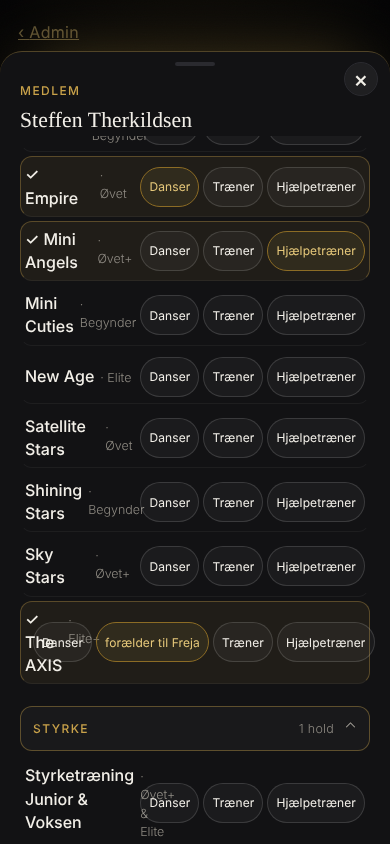 ‹ Admin
MEDLEM
Steffen Therkildsen
Begynder
✓ Empire · Øvet Danser Træner Hjælpetræner
✓ Mini Angels · Øvet+ Danser Træner Hjælpetræner
Mini Cuties · Begynder Danser Træner Hjælpetræner
New Age · Elite Danser Træner Hjælpetræner
Satellite Stars · Øvet Danser Træner Hjælpetræner
Shining Stars · Begynder Danser Træner Hjælpetræner
Sky Stars · Øvet+ Danser Træner Hjælpetræner
✓ The AXIS · Elite+ Danser forælder til Freja Træner Hjælpetræner
STYRKE 1 hold
Styrketræning Junior & Voksen · Øvet+ & Elite Danser Træner Hjælpetræner